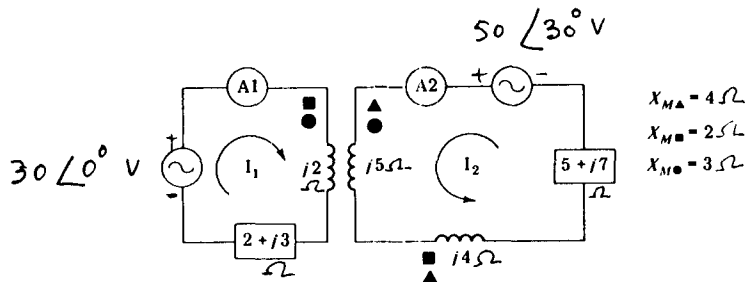 50 ∠30° V
A1
A2
+ -
X_M▲ = 4 Ω
X_M■ = 2 Ω
X_M● = 3 Ω
+
30 ∠0° V
-
I₁
j2 Ω
j5 Ω
I₂
5 + j7
Ω
2 + j3
Ω
j4 Ω